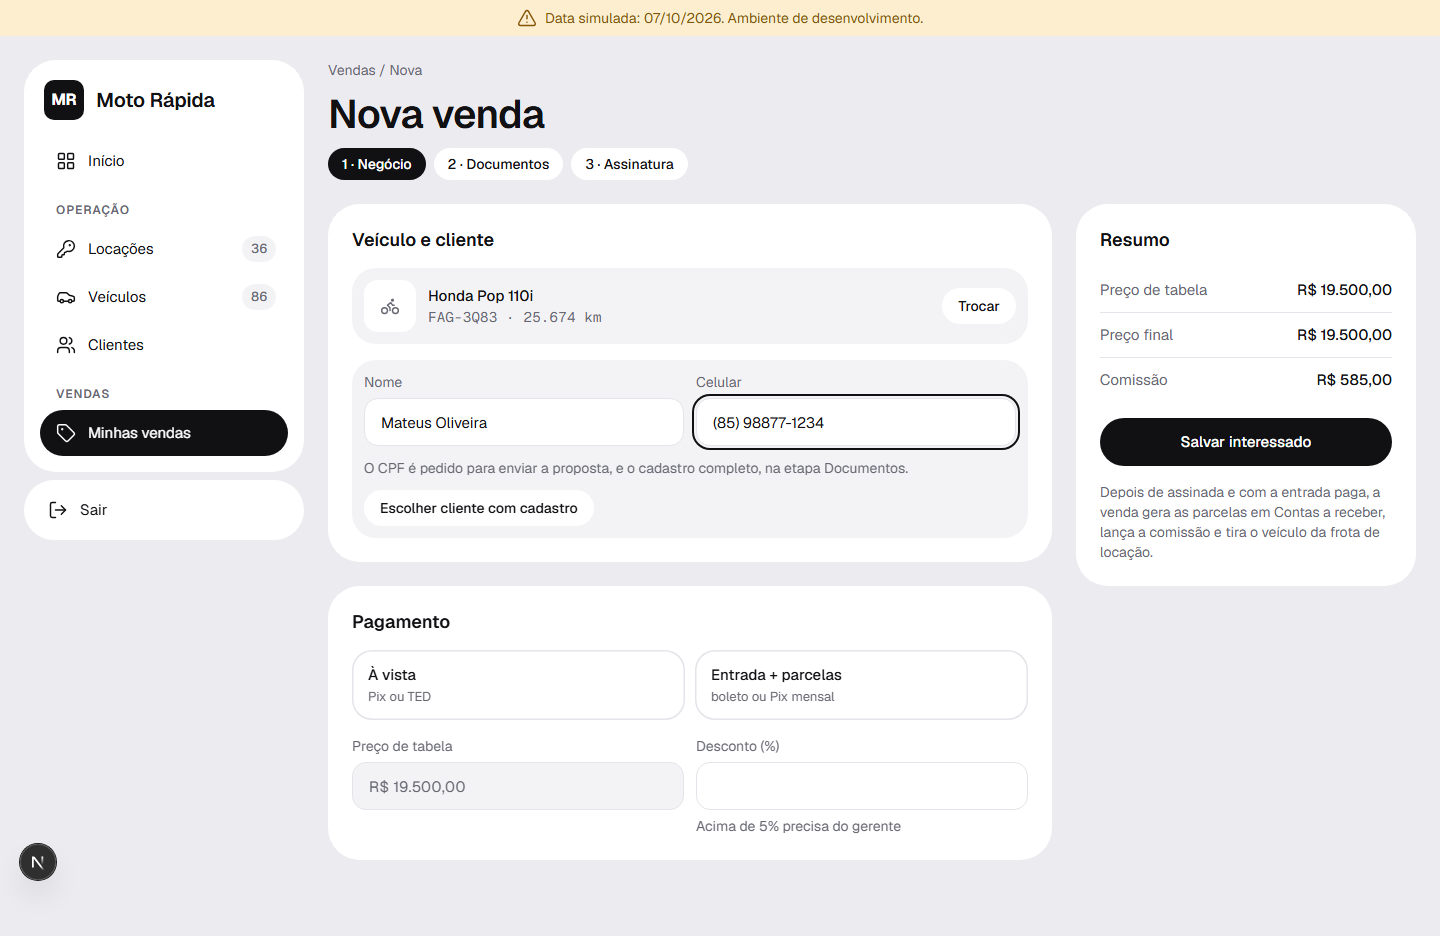 Data simulada: 07/10/2026. Ambiente de desenvolvimento.
MR Moto Rápida
Início
OPERAÇÃO
Locações 36
Veículos 86
Clientes
VENDAS
Minhas vendas
Sair
Vendas / Nova
Nova venda
1 · Negócio 2 · Documentos 3 · Assinatura
Veículo e cliente
Honda Pop 110i
FAG-3Q83 · 25.674 km
Trocar
Nome Celular
Mateus Oliveira (85) 98877-1234
O CPF é pedido para enviar a proposta, e o cadastro completo, na etapa Documentos.
Escolher cliente com cadastro
Pagamento
À vista
Pix ou TED
Entrada + parcelas
boleto ou Pix mensal
Preço de tabela Desconto (%)
R$ 19.500,00
Acima de 5% precisa do gerente
Resumo
Preço de tabela R$ 19.500,00
Preço final R$ 19.500,00
Comissão R$ 585,00
Salvar interessado
Depois de assinada e com a entrada paga, a
venda gera as parcelas em Contas a receber,
lança a comissão e tira o veículo da frota de
locação.
N